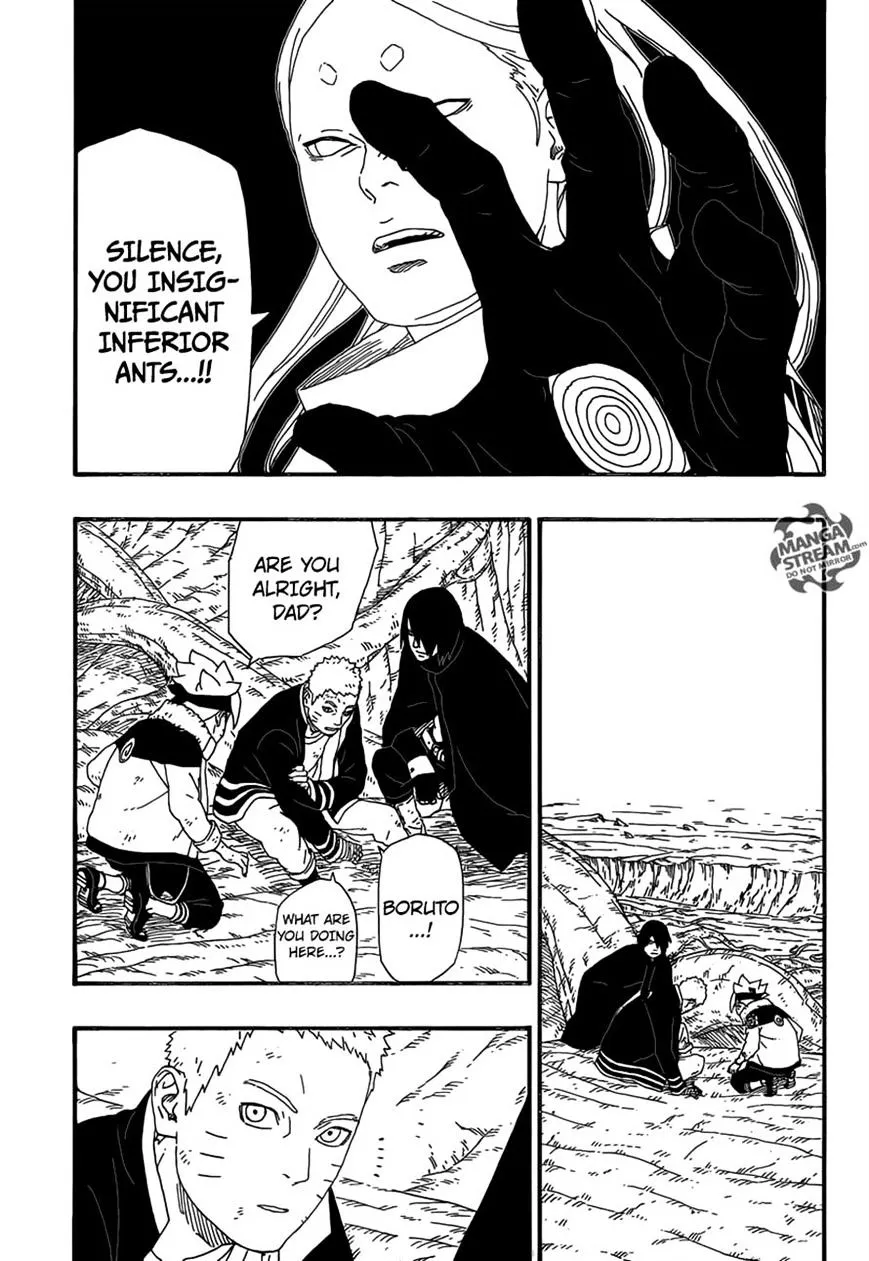 SILENCE,
YOU INSIG-
NIFICANT
INFERIOR
ANTS...!!
MANGA
STREAM.com
DO NOT MIRROR
ARE YOU
ALRIGHT,
DAD?
BORUTO
...!
WHAT ARE
YOU DOING
HERE...?